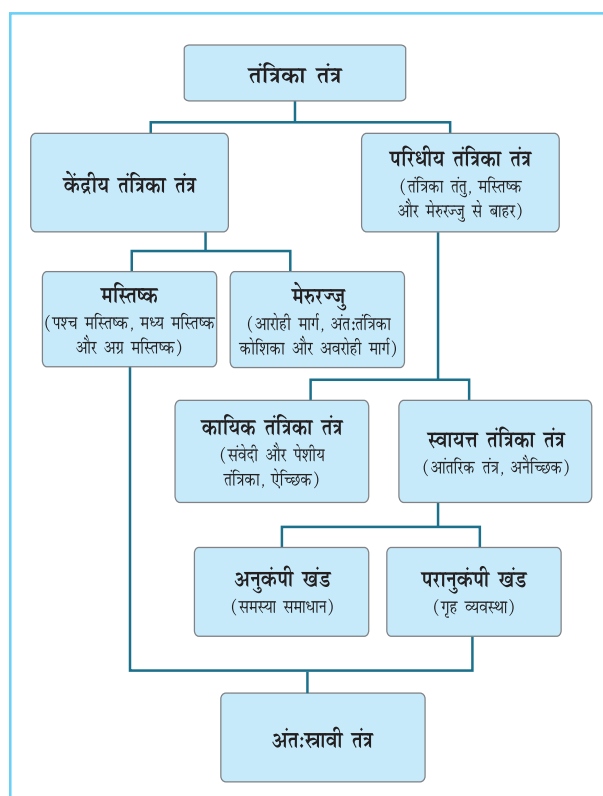 तंत्रिका तंत्र
केंद्रीय तंत्रिका तंत्र
परिधीय तंत्रिका तंत्र
(तंत्रिका तंतु, मस्तिष्क
और मेरुरज्जु से बाहर)
मस्तिष्क
(पश्च मस्तिष्क, मध्य मस्तिष्क
और अग्र मस्तिष्क)
मेरुरज्जु
(आरोही मार्ग, अंत:तंत्रिका
कोशिका और अवरोही मार्ग)
कायिक तंत्रिका तंत्र
(संवेदी और पेशीय
तंत्रिका, ऐच्छिक)
स्वायत्त तंत्रिका तंत्र
(आंतरिक तंत्र, अनैच्छिक)
अनुकंपी खंड
(समस्या समाधान)
परानुकंपी खंड
(गृह व्यवस्था)
अंत:स्त्रावी तंत्र